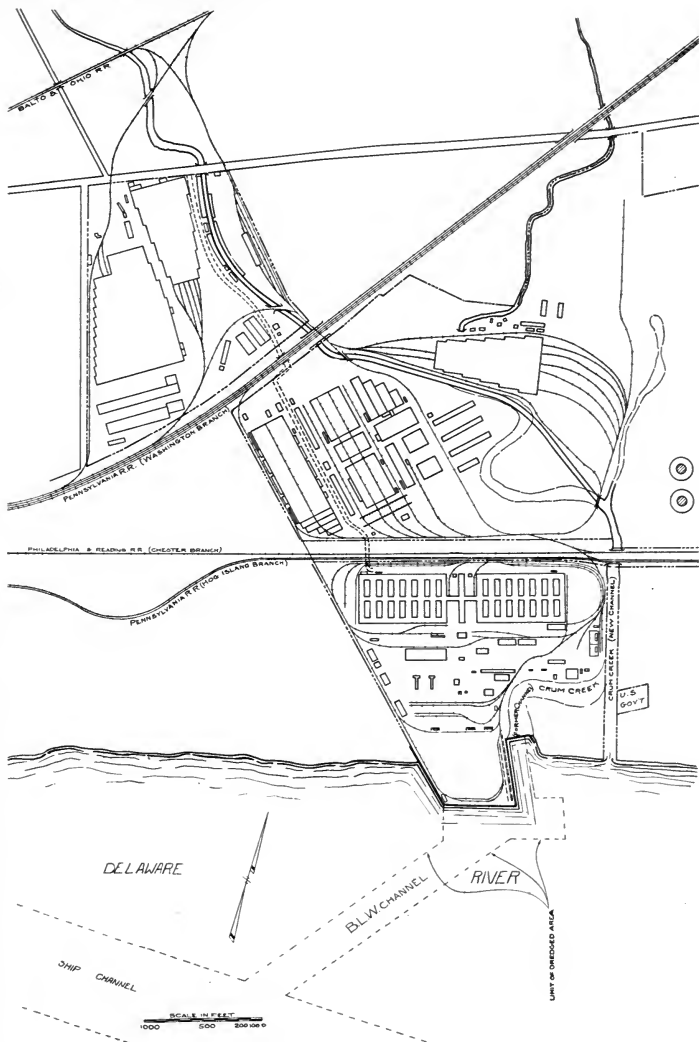 BALTO & OHIO RR
PENNSYLVANIA R.R. (WASHINGTON BRANCH)
PHILADELPHIA & READING R R (CHESTER BRANCH)
PENNSYLVANIA R R (HOG ISLAND BRANCH)
CRUM CREEK (NEW CHANNEL)
CRUM CREEK
U.S
GOVT
DELAWARE
RIVER
B.L.W. CHANNEL
SHIP CHANNEL
LIMIT OF DREDGED AREA
SCALE IN FEET
1000 500 200 100 0